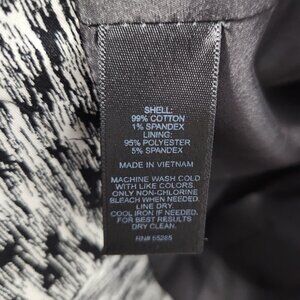 SHELL:
99% COTTON
1% SPANDEX
LINING:
95% POLYESTER
5% SPANDEX
MADE IN VIETNAM
MACHINE WASH COLD
WITH LIKE COLORS.
ONLY NON-CHLORINE
BLEACH WHEN NEEDED.
LINE DRY.
COOL IRON IF NEEDED.
FOR BEST RESULTS
DRY CLEAN.
RN# 55285